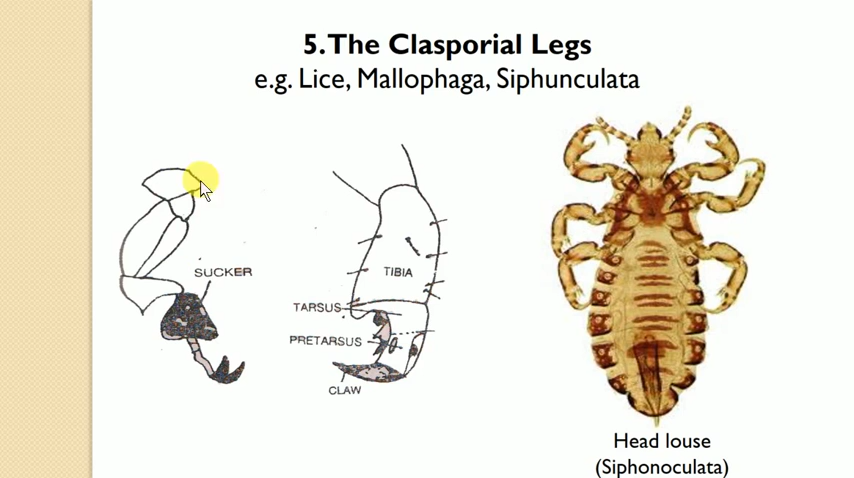 5.The Clasporial Legs
e.g. Lice, Mallophaga, Siphunculata
SUCKER
TIBIA
TARSUS
PRETARSUS
CLAW
Head louse
(Siphonoculata)